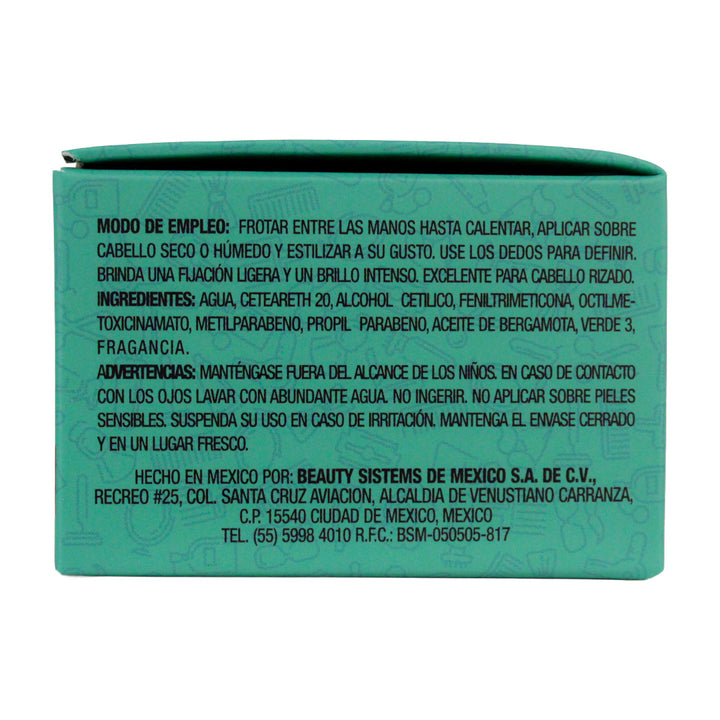 MODO DE EMPLEO: FROTAR ENTRE LAS MANOS HASTA CALENTAR, APLICAR SOBRE
CABELLO SECO O HÚMEDO Y ESTILIZAR A SU GUSTO. USE LOS DEDOS PARA DEFINIR.
BRINDA UNA FIJACIÓN LIGERA Y UN BRILLO INTENSO. EXCELENTE PARA CABELLO RIZADO.
INGREDIENTES: AGUA, CETEARETH 20, ALCOHOL CETILICO, FENILTRIMETICONA, OCTILME-
TOXICINAMATO, METILPARABENO, PROPIL PARABENO, ACEITE DE BERGAMOTA, VERDE 3,
FRAGANCIA.
ADVERTENCIAS: MANTÉNGASE FUERA DEL ALCANCE DE LOS NIÑOS. EN CASO DE CONTACTO
CON LOS OJOS LAVAR CON ABUNDANTE AGUA. NO INGERIR. NO APLICAR SOBRE PIELES
SENSIBLES. SUSPENDA SU USO EN CASO DE IRRITACIÓN. MANTENGA EL ENVASE CERRADO
Y EN UN LUGAR FRESCO.
HECHO EN MEXICO POR: BEAUTY SISTEMS DE MEXICO S.A. DE C.V.,
RECREO #25, COL. SANTA CRUZ AVIACION, ALCALDIA DE VENUSTIANO CARRANZA,
C.P. 15540 CIUDAD DE MEXICO, MEXICO
TEL. (55) 5998 4010 R.F.C.: BSM-050505-817